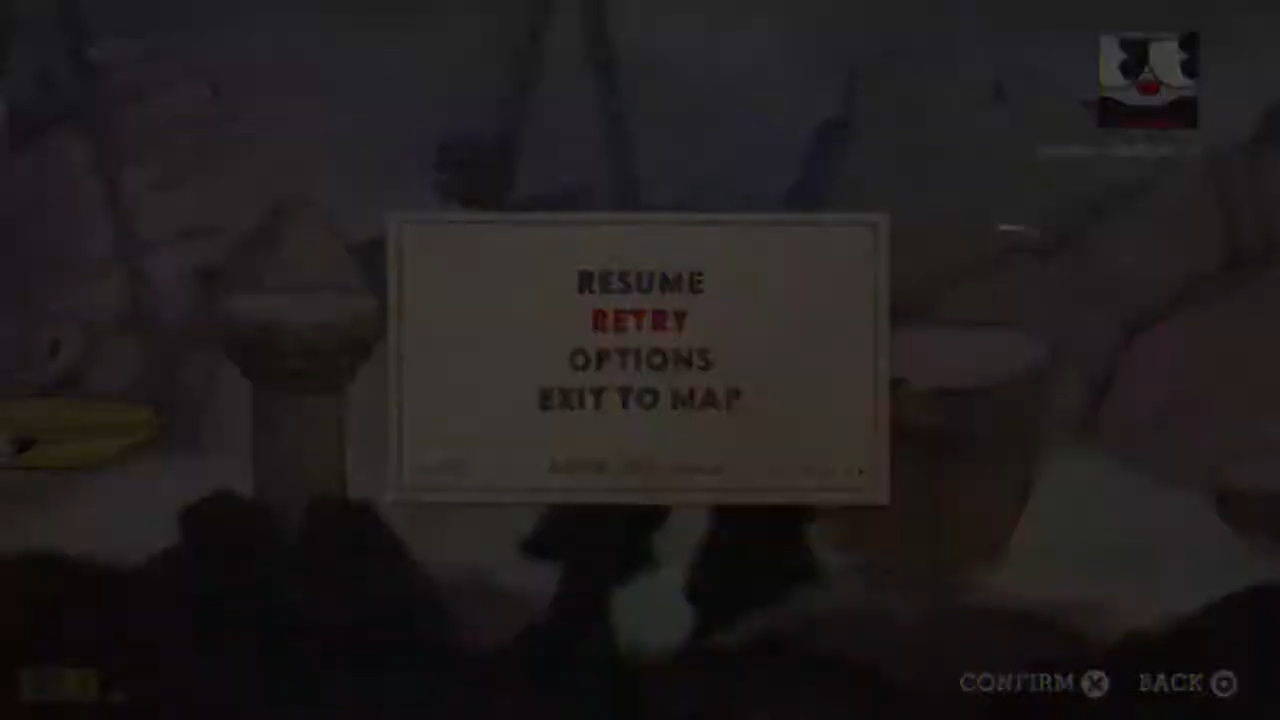 RESUME
RETRY
OPTIONS
EXIT TO MAP
CONFIRM
BACK